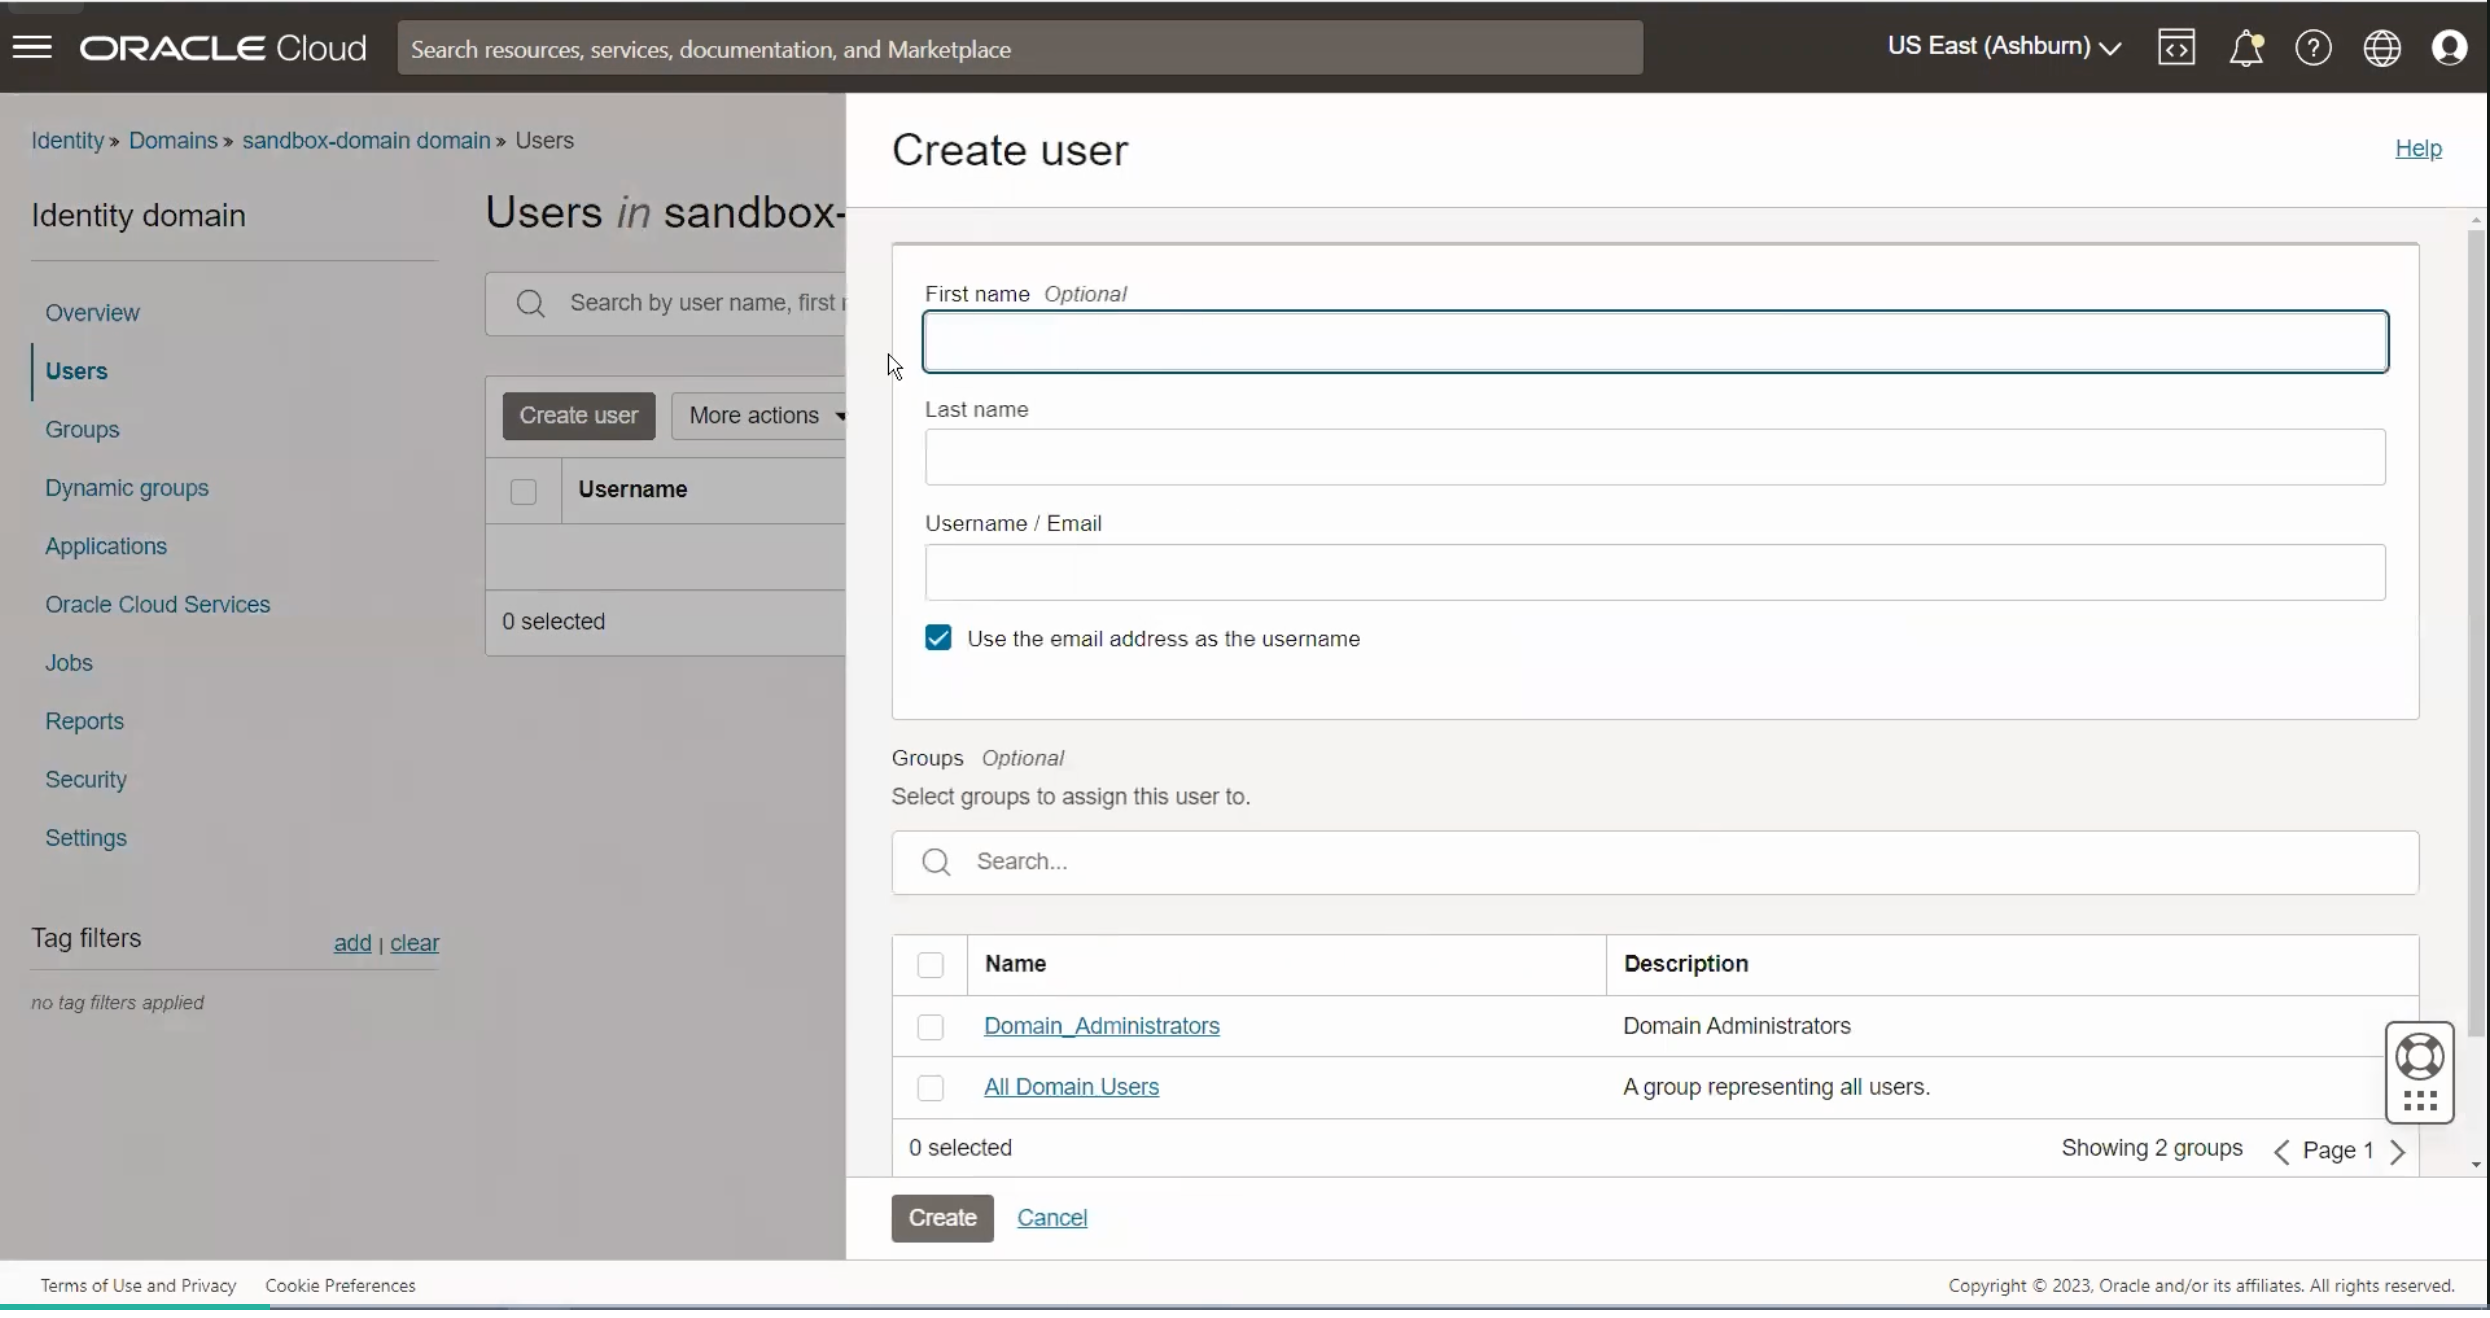 ORACLE Cloud
Search resources, services, documentation, and Marketplace
US East (Ashburn)
Identity » Domains » sandbox-domain domain » Users
Identity domain
Overview
Users
Groups
Dynamic groups
Applications
Oracle Cloud Services
Jobs
Reports
Security
Settings
Tag filters
add | clear
no tag filters applied
Users in sandbox-
Search by user name, first
Create user
More actions
Username
0 selected
Create user
Help
First name Optional
Last name
Username / Email
Use the email address as the username
Groups Optional
Select groups to assign this user to.
Search...
Name Description
Domain_Administrators Domain Administrators
All Domain Users A group representing all users.
0 selected Showing 2 groups < Page 1 >
Create Cancel
Terms of Use and Privacy Cookie Preferences
Copyright © 2023, Oracle and/or its affiliates. All rights reserved.